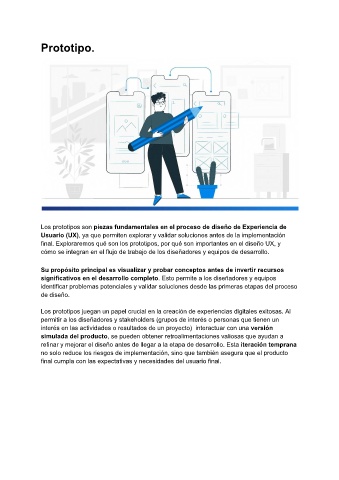 Prototipo.
Los prototipos son piezas fundamentales en el proceso de diseño de Experiencia de
Usuario (UX), ya que permiten explorar y validar soluciones antes de la implementación
final. Exploraremos qué son los prototipos, por qué son importantes en el diseño UX, y
cómo se integran en el flujo de trabajo de los diseñadores y equipos de desarrollo.
Su propósito principal es visualizar y probar conceptos antes de invertir recursos
significativos en el desarrollo completo. Esto permite a los diseñadores y equipos
identificar problemas potenciales y validar soluciones desde las primeras etapas del proceso
de diseño.
Los prototipos juegan un papel crucial en la creación de experiencias digitales exitosas. Al
permitir a los diseñadores y stakeholders (grupos de interés o personas que tienen un
interés en las actividades o resultados de un proyecto) interactuar con una versión
simulada del producto, se pueden obtener retroalimentaciones valiosas que ayudan a
refinar y mejorar el diseño antes de llegar a la etapa de desarrollo. Esta iteración temprana
no solo reduce los riesgos de implementación, sino que también asegura que el producto
final cumpla con las expectativas y necesidades del usuario final.